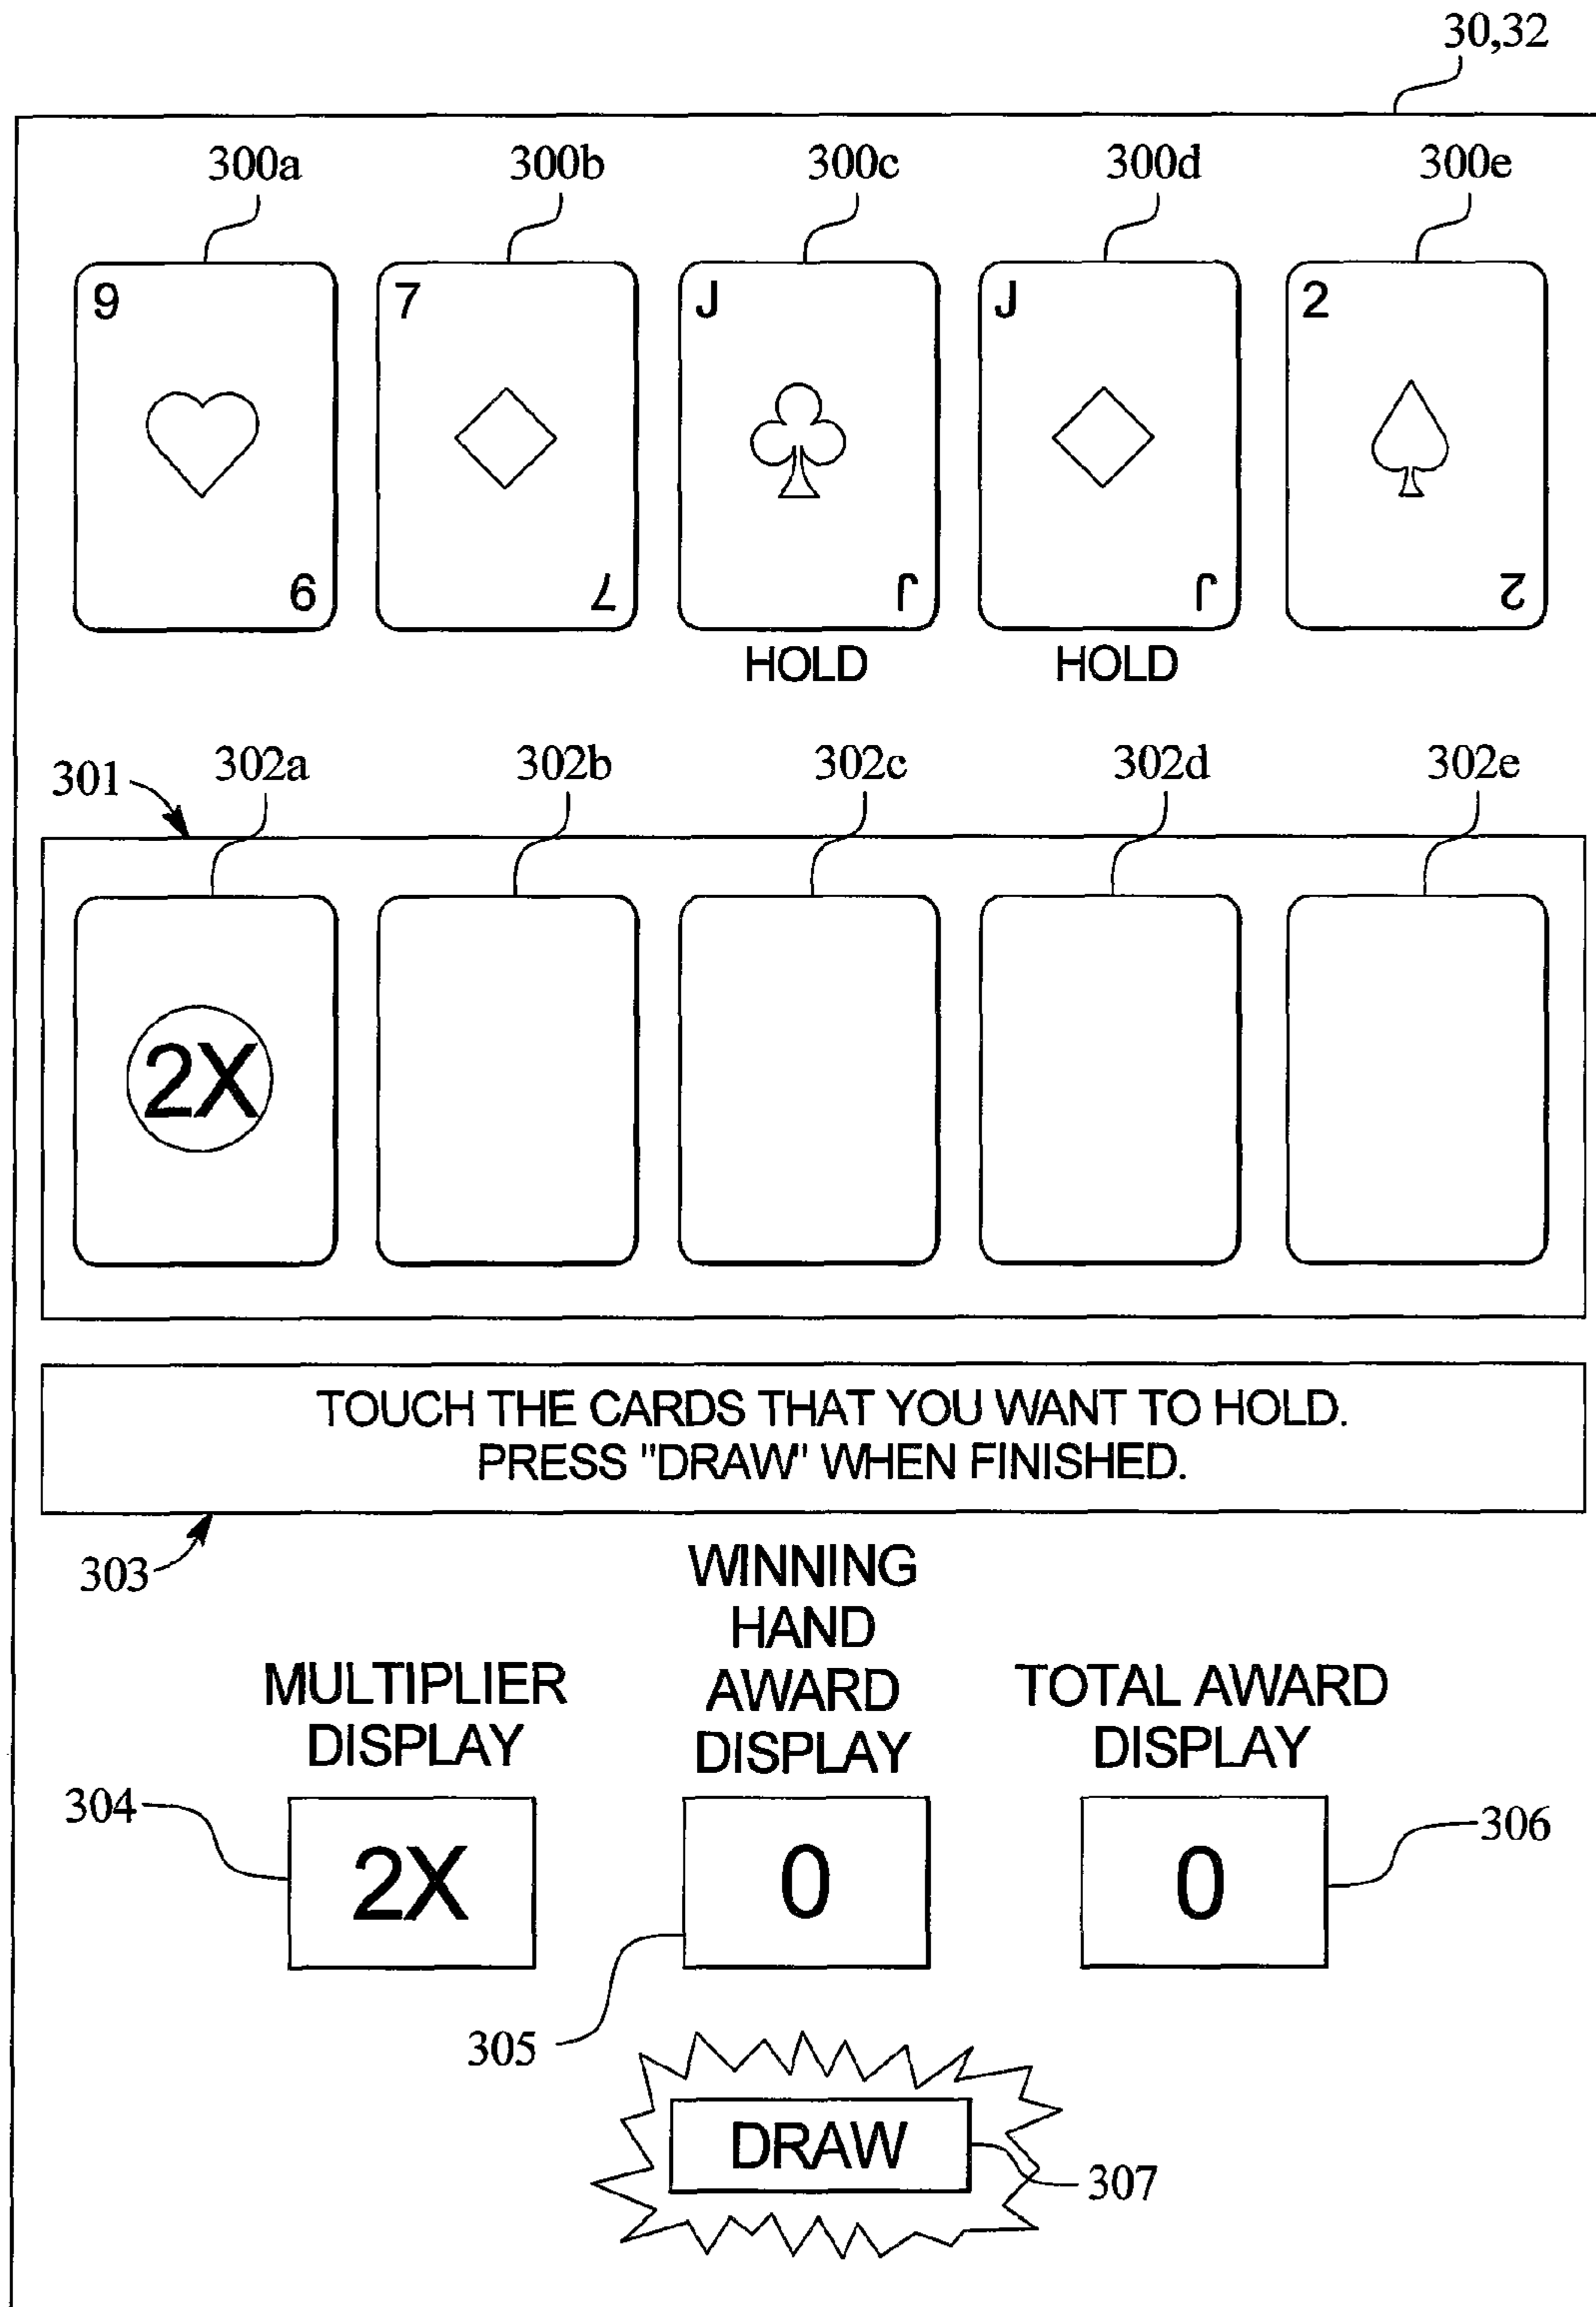 30,32
300a 300b 300c 300d 300e
9 7 J J 2
9 7 J J 2
HOLD HOLD
301 302a 302b 302c 302d 302e
2X
TOUCH THE CARDS THAT YOU WANT TO HOLD.
PRESS "DRAW" WHEN FINISHED.
303
MULTIPLIER
DISPLAY
WINNING
HAND
AWARD
DISPLAY
TOTAL AWARD
DISPLAY
304 2X 0 0 306
305
DRAW
307